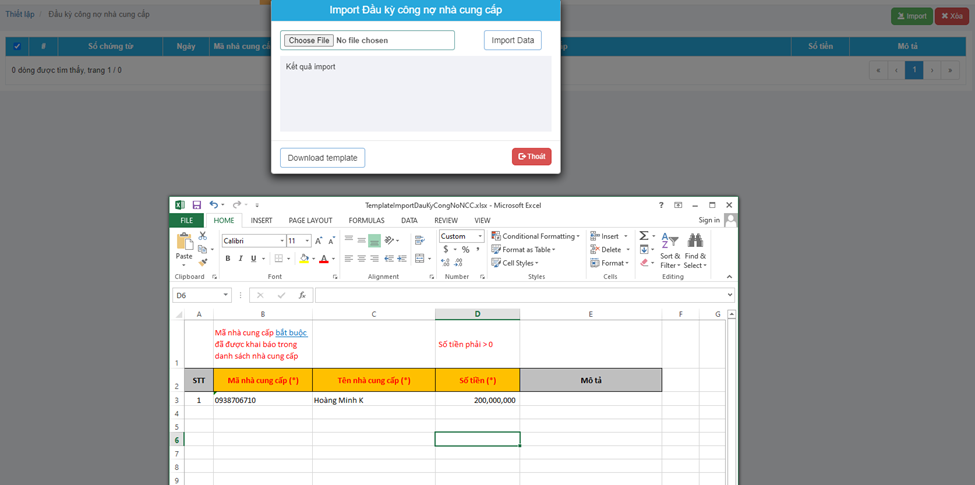 Import Đầu kỳ công nợ nhà cung cấp
Thiết lập / Đầu kỳ công nợ nhà cung cấp
Import
Xóa
Choose File No file chosen
Import Data
# Số chứng từ Ngày Mã nhà cung cấ ấp Số tiền Mô tả
Kết quả import
0 dòng được tìm thấy, trang 1 / 0
« ‹ 1 › »
Download template
Thoát
TemplateImportDauKyCongNoNCC.xlsx - Microsoft Excel
FILE HOME INSERT PAGE LAYOUT FORMULAS DATA REVIEW VIEW Sign in
Paste
Calibri 11
B I U
Custom
$ % ,
Conditional Formatting
Format as Table
Cell Styles
Insert
Delete
Format
Sort & Filter
Find & Select
Clipboard Font Alignment Number Styles Cells Editing
D6 fx
A B C D E F G
1
Mã nhà cung cấp bắt buộc
đã được khai báo trong
danh sách nhà cung cấp
Số tiền phải > 0
2 STT Mã nhà cung cấp (*) Tên nhà cung cấp (*) Số tiền (*) Mô tả
3 1 0938706710 Hoàng Minh K 200,000,000
4
5
6
7
8
9